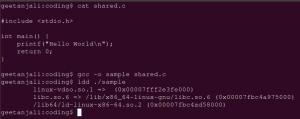 geetanjali:coding$ cat shared.c
#include <stdio.h>
int main() {
printf("Hello World\n");
return 0;
}
geetanjali:coding$ gcc -o sample shared.c
geetanjali:coding$ ldd ./sample
linux-vdso.so.1 => (0x00007fff2e3fe000)
libc.so.6 => /lib/x86_64-linux-gnu/libc.so.6 (0x00007fbc4a975000)
/lib64/ld-linux-x86-64.so.2 (0x00007fbc4ad58000)
geetanjali:coding$